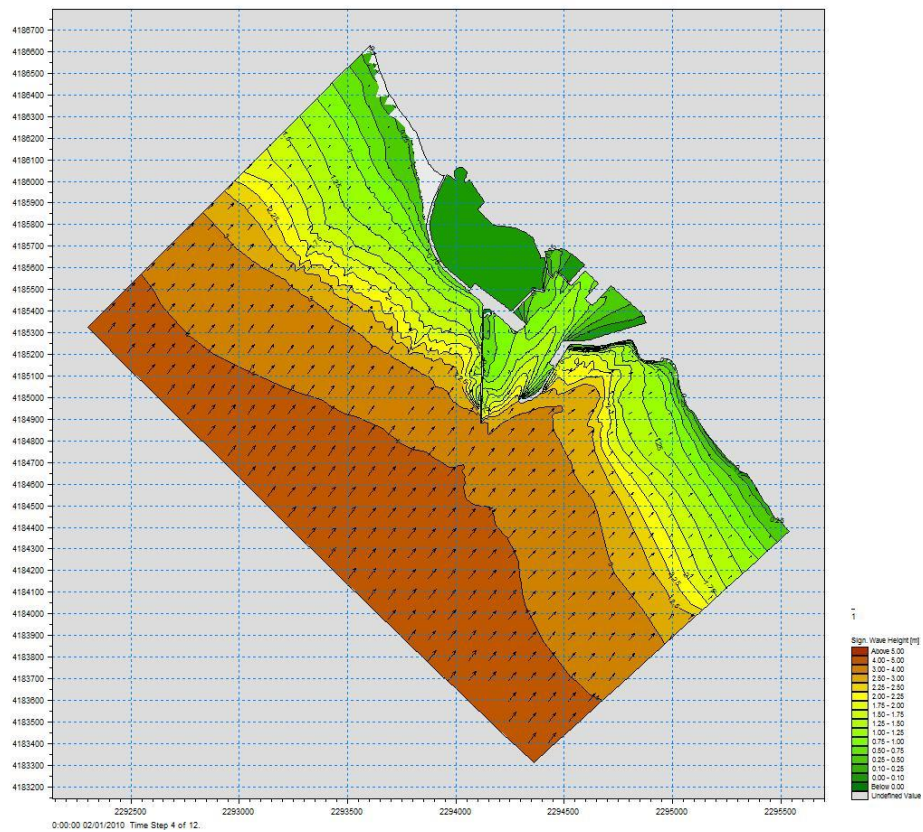 4186700
4186600
4186500
4186400
4186300
4186200
4186100
4186000
4185900
4185800
4185700
4185600
4185500
4185400
4185300
4185200
4185100
4185000
4184900
4184800
4184700
4184600
4184500
4184400
4184300
4184200
4184100
4184000
4183900
4183800
4183700
4183600
4183500
4183400
4183300
4183200
2292500 2293000 2293500 2294000 2294500 2295000 2295500
0:00:00 02/01/2010 Time Step 4 of 12.
Sign. Wave Height [m]
Above 5.00
4.00 - 5.00
3.00 - 4.00
2.50 - 3.00
2.25 - 2.50
2.00 - 2.25
1.75 - 2.00
1.50 - 1.75
1.25 - 1.50
1.00 - 1.25
0.75 - 1.00
0.50 - 0.75
0.25 - 0.50
0.10 - 0.25
0.00 - 0.10
Below 0.00
Undefined Value